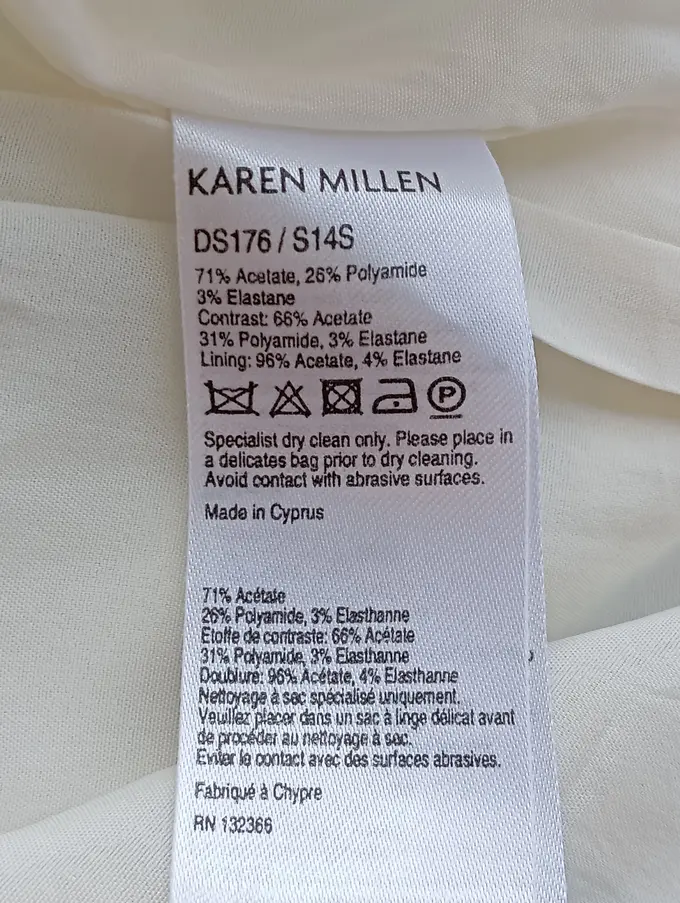 KAREN MILLEN
DS176 / S14S
71% Acetate, 26% Polyamide
3% Elastane
Contrast: 66% Acetate
31% Polyamide, 3% Elastane
Lining: 96% Acetate, 4% Elastane
P
Specialist dry clean only. Please place in
a delicates bag prior to dry cleaning.
Avoid contact with abrasive surfaces.
Made in Cyprus
71% Acétate
26% Polyamide, 3% Elasthanne
Etoffe de contraste: 66% Acétate
31% Polyamide, 3% Elasthanne
Doublure: 96% Acétate, 4% Elasthanne
Nettoyage à sec spécialisé uniquement.
Veuillez placer dans un sac à linge délicat avant
de procéder au nettoyage à sec.
Eviter le contact avec des surfaces abrasives.
Fabriqué à Chypre
RN 132366